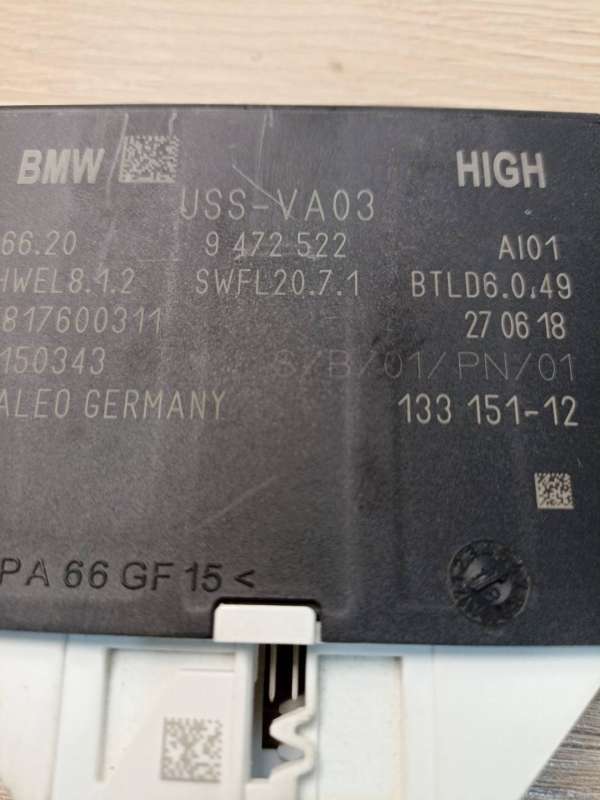 BMW HIGH
USS-VA03
66.20 9 472 522 AI01
HWEL8.1.2 SWFL20.7.1 BTLD6.0.49
817600311 27 06 18
150343 S/B/01/PN/01
ALEO GERMANY 133 151-12
PA 66 GF 15 <